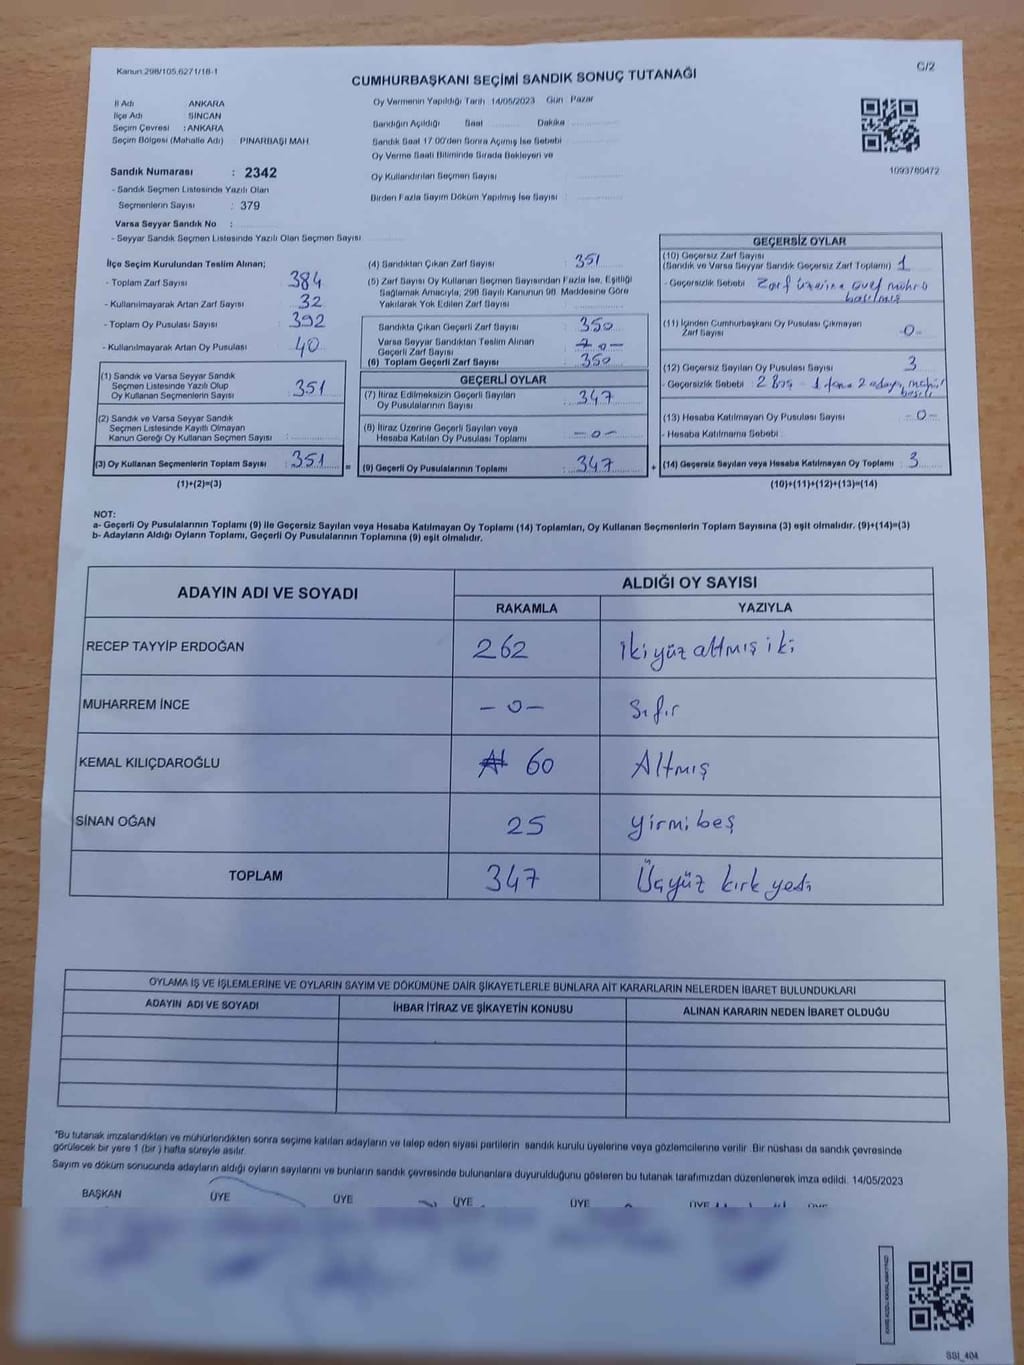 Kanun:298/105,6271/18-1
C/2
CUMHURBAŞKANI SEÇİMİ SANDIK SONUÇ TUTANAĞI
İl Adı ANKARA
İlçe Adı : SİNCAN
Seçim Çevresi : ANKARA
Seçim Bölgesi (Mahalle Adı) PINARBAŞI MAH.
Sandık Numarası : 2342
- Sandık Seçmen Listesinde Yazılı Olan
Seçmenlerin Sayısı : 379
Varsa Seyyar Sandık No :
- Seyyar Sandık Seçmen Listesinde Yazılı Olan Seçmen Sayısı
Oy Vermenin Yapıldığı Tarih 14/05/2023 Gün Pazar
Sandığın Açıldığı Saat Dakika
Sandık Saat 17:00'den Sonra Açımış İse Sebebi
Oy Verme Saati Bitiminde Sırada Bekleyen ve
Oy Kullandırılan Seçmen Sayısı :
Birden Fazla Sayım Döküm Yapılmış İse Sayısı :
1093760472
İlçe Seçim Kurulundan Teslim Alınan;
- Toplam Zarf Sayısı 384
- Kullanılmayarak Artan Zarf Sayısı 32
- Toplam Oy Pusulası Sayısı 392
- Kullanılmayarak Artan Oy Pusulası 40
(1) Sandık ve Varsa Seyyar Sandık
Seçmen Listesinde Yazılı Olup
Oy Kullanan Seçmenlerin Sayısı 351
(2) Sandık ve Varsa Seyyar Sandık
Seçmen Listesinde Kayıtlı Olmayan
Kanun Gereği Oy Kullanan Seçmen Sayısı :
(3) Oy Kullanan Seçmenlerin Toplam Sayısı : 351 =
(1)+(2)=(3)
(4) Sandıktan Çıkan Zarf Sayısı : 351
(5) Zarf Sayısı Oy Kullanan Seçmen Sayısından Fazla İse, Eşitliği
Sağlamak Amacıyla, 298 Sayılı Kanunun 98. Maddesine Göre
Yakılarak Yok Edilen Zarf Sayısı :
Sandıkta Çıkan Geçerli Zarf Sayısı : 350
Varsa Seyyar Sandıktan Teslim Alınan
Geçerli Zarf Sayısı - 0 -
(6) Toplam Geçerli Zarf Sayısı : 350
GEÇERLİ OYLAR
(7) İtiraz Edilmeksizin Geçerli Sayılan
Oy Pusulalarının Sayısı : 347
(8) İtiraz Üzerine Geçerli Sayılan veya
Hesaba Katılan Oy Pusulası Toplamı : - 0 -
(9) Geçerli Oy Pusulalarının Toplamı : 347 +
GEÇERSİZ OYLAR
(10) Geçersiz Zarf Sayısı
(Sandık ve Varsa Seyyar Sandık Geçersiz Zarf Toplamı) 1
- Geçersizlik Sebebi Zarf üzerine evet mührü
basılmış
(11) İçinden Cumhurbaşkanı Oy Pusulası Çıkmayan
Zarf Sayısı -0-
(12) Geçersiz Sayılan Oy Pusulası Sayısı 3
- Geçersizlik Sebebi : 2 Boş - 1 tane 2 aday mühür
basılı
(13) Hesaba Katılmayan Oy Pusulası Sayısı -0-
- Hesaba Katılmama Sebebi :
(14) Geçersiz Sayılan veya Hesaba Katılmayan Oy Toplamı : 3
(10)+(11)+(12)+(13)=(14)
NOT:
a- Geçerli Oy Pusulalarının Toplamı (9) ile Geçersiz Sayılan veya Hesaba Katılmayan Oy Toplamı (14) Toplamları, Oy Kullanan Seçmenlerin Toplam Sayısına (3) eşit olmalıdır. (9)+(14)=(3)
b- Adayların Aldığı Oyların Toplamı, Geçerli Oy Pusulalarının Toplamına (9) eşit olmalıdır.
ADAYIN ADI VE SOYADI ALDIĞI OY SAYISI
RAKAMLA YAZIYLA
RECEP TAYYİP ERDOĞAN 262 İkiyüz altmış iki
MUHARREM İNCE - 0 - Sıfır
KEMAL KILIÇDAROĞLU 60 Altmış
SİNAN OĞAN 25 yirmi beş
TOPLAM 347 Üçyüz kırk yedi
OYLAMA İŞ VE İŞLEMLERİNE VE OYLARIN SAYIM VE DÖKÜMÜNE DAİR ŞİKAYETLERLE BUNLARA AİT KARARLARIN NELERDEN İBARET BULUNDUKLARI
ADAYIN ADI VE SOYADI İHBAR İTİRAZ VE ŞİKAYETİN KONUSU ALINAN KARARIN NEDEN İBARET OLDUĞU
*Bu tutanak imzalandıktan ve mühürlendikten sonra seçime katılan adayların ve talep eden siyasi partilerin sandık kurulu üyelerine veya gözlemcilerine verilir. Bir nüshası da sandık çevresinde
görülecek bir yere 1 (bir) hafta süreyle asılır.
Sayım ve döküm sonucunda adayların aldığı oyların sayılarını ve bunların sandık çevresinde bulunanlara duyurulduğunu gösteren bu tutanak tarafımızdan düzenlenerek imza edildi. 14/05/2023
BAŞKAN ÜYE ÜYE ÜYE ÜYE ÜYE ÜYE
SSI_404